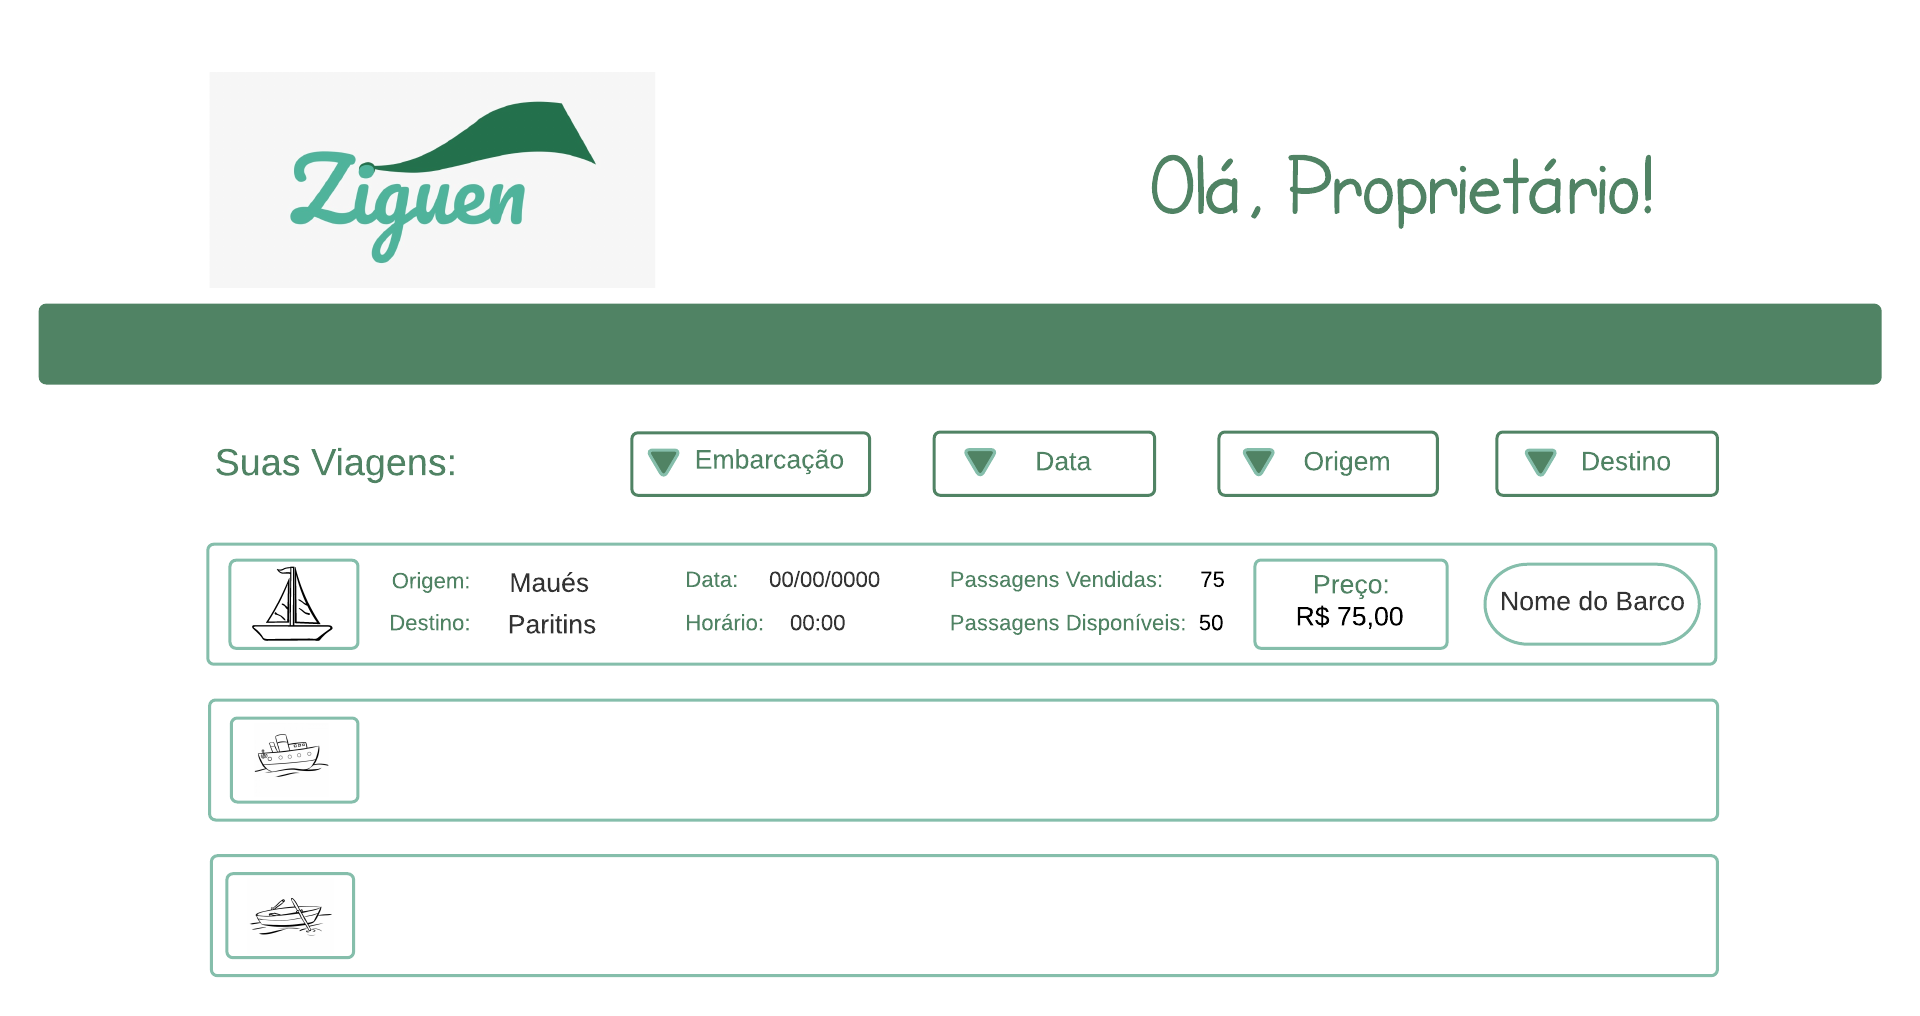 Ziguen
Olá, Proprietário!
Suas Viagens:
Embarcação
Data
Origem
Destino
Origem: Maués
Destino: Paritins
Data: 00/00/0000
Horário: 00:00
Passagens Vendidas: 75
Passagens Disponíveis: 50
Preço:
R$ 75,00
Nome do Barco